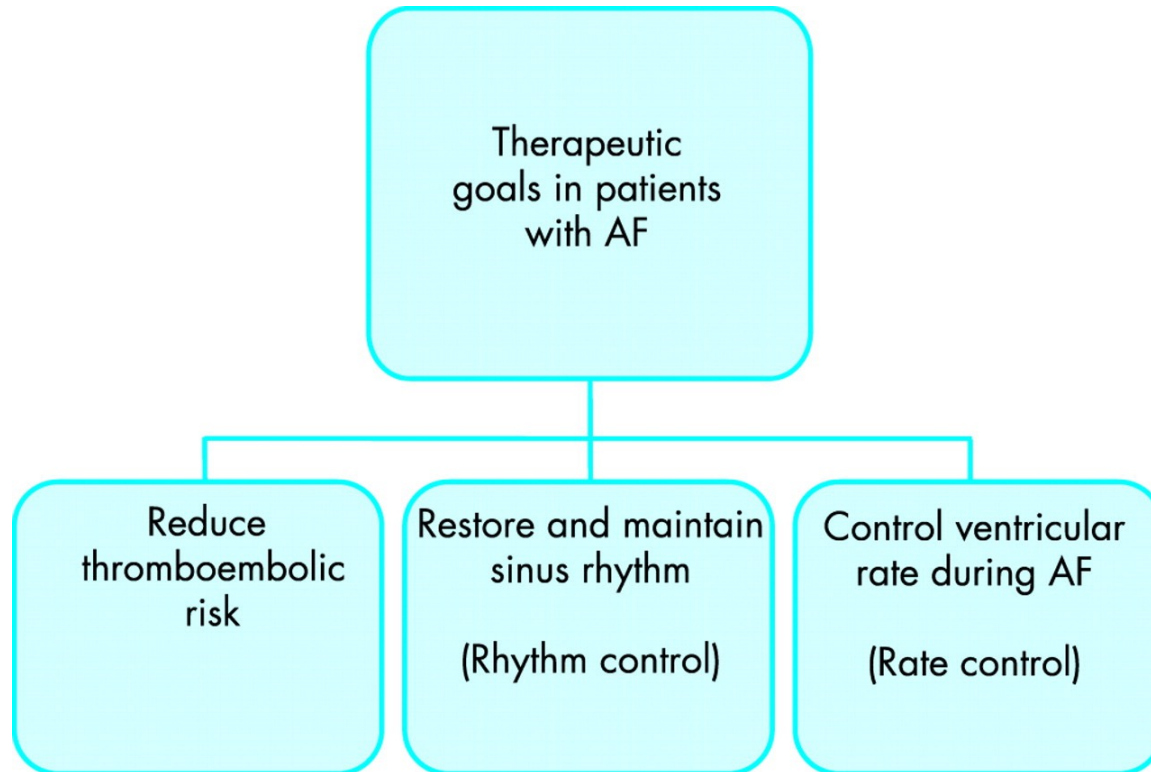 Therapeutic
goals in patients
with AF
Reduce
thromboembolic
risk
Restore and maintain
sinus rhythm
(Rhythm control)
Control ventricular
rate during AF
(Rate control)